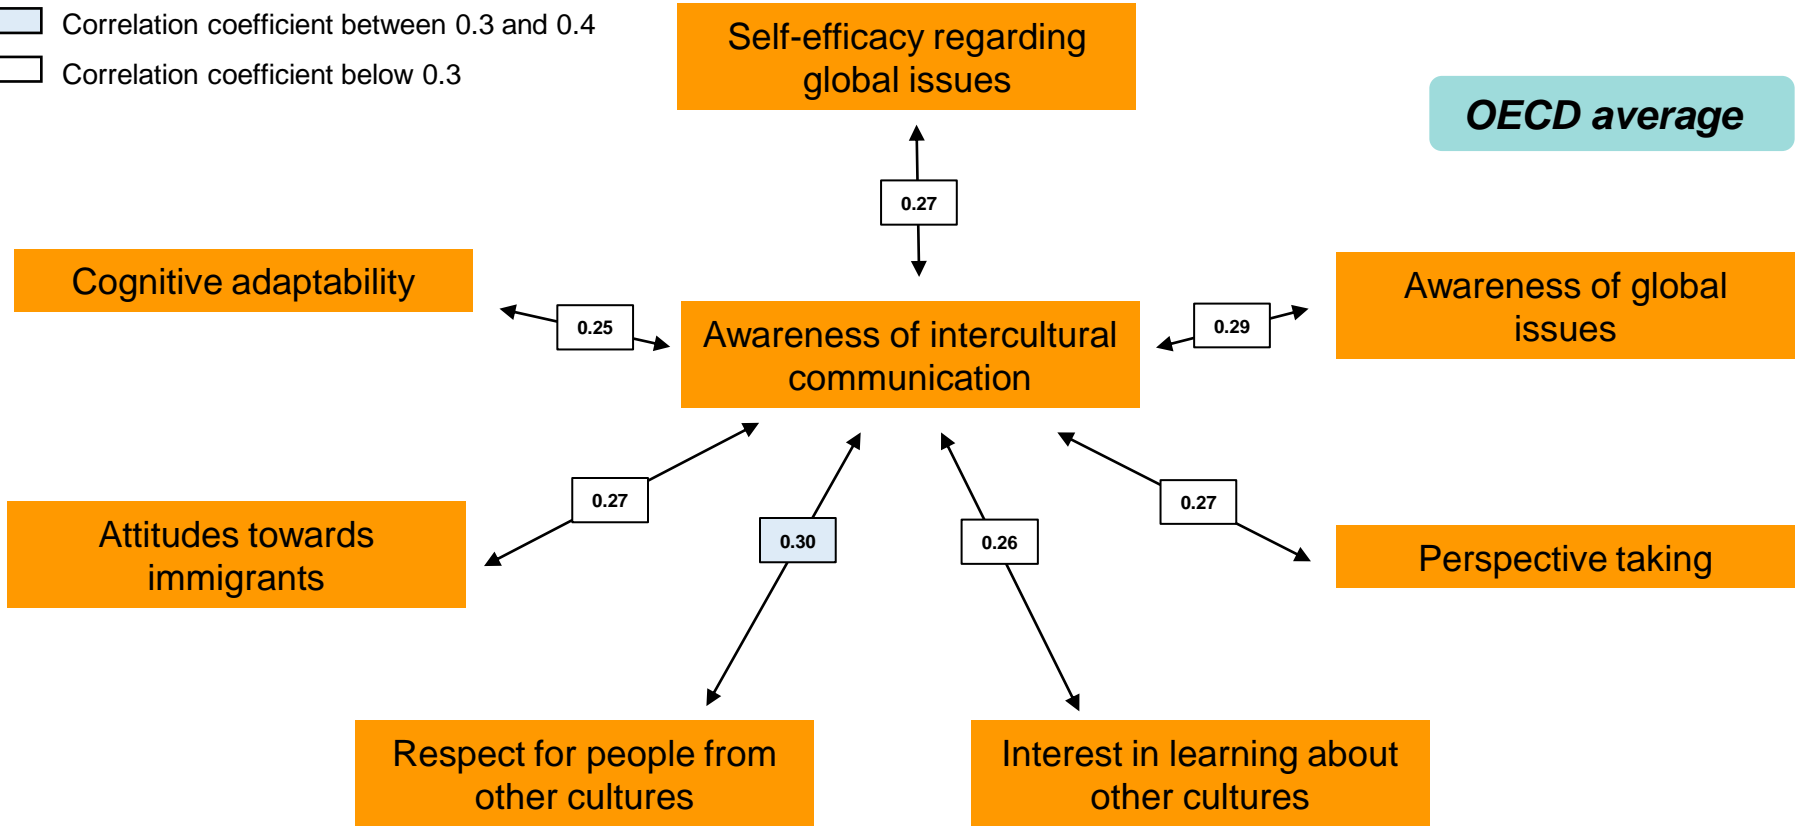 Correlation coefficient between 0.3 and 0.4
Correlation coefficient below 0.3
Self-efficacy regarding
global issues
OECD average
0.27
Cognitive adaptability
Awareness of global
issues
0.25
0.29
Awareness of intercultural
communication
0.27
0.27
Attitudes towards
immigrants
0.30
0.26
Perspective taking
Respect for people from
other cultures
Interest in learning about
other cultures